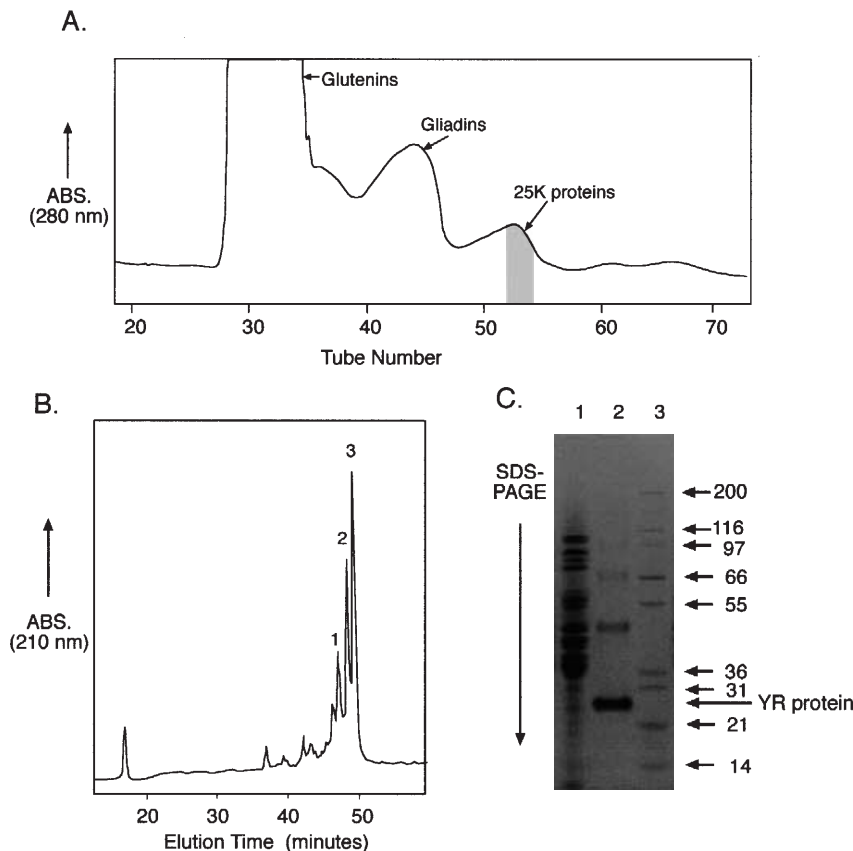 A.
Glutenins
Gliadins
25K proteins
ABS.
(280 nm)
20 30 40 50 60 70
Tube Number
B.
3
2
1
ABS.
(210 nm)
20 30 40 50
Elution Time (minutes)
C.
1 2 3
SDS-
PAGE
200
116
97
66
55
36
31
YR protein
21
14